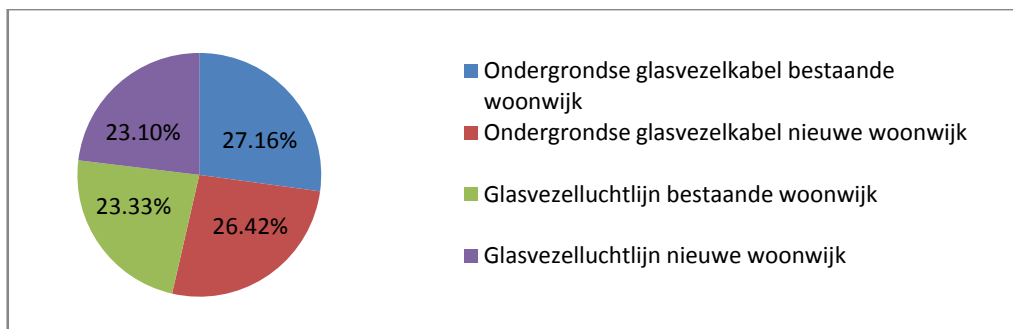 23.10%
27.16%
23.33%
26.42%
Ondergrondse glasvezelkabel bestaande
woonwijk
Ondergrondse glasvezelkabel nieuwe woonwijk
Glasvezelluchtlijn bestaande woonwijk
Glasvezelluchtlijn nieuwe woonwijk